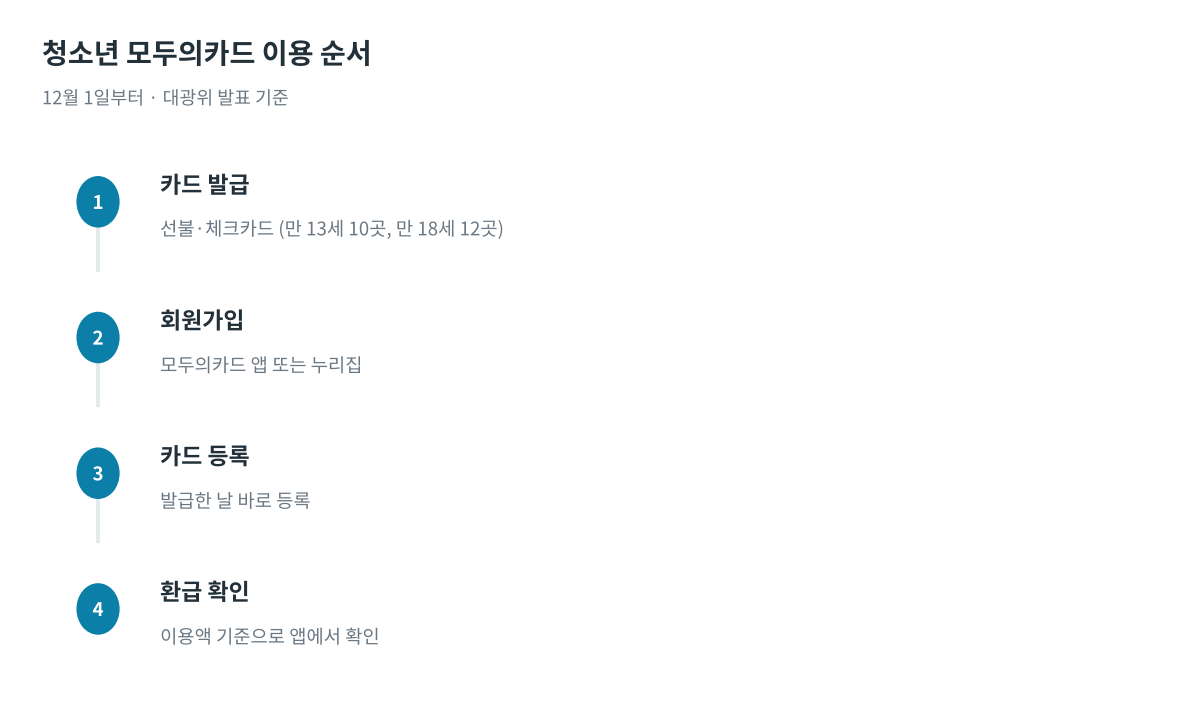 청소년 모두의카드 이용 순서
12월 1일부터 · 대광위 발표 기준
1
카드 발급
선불·체크카드 (만 13세 10곳, 만 18세 12곳)
2
회원가입
모두의카드 앱 또는 누리집
3
카드 등록
발급한 날 바로 등록
4
환급 확인
이용액 기준으로 앱에서 확인